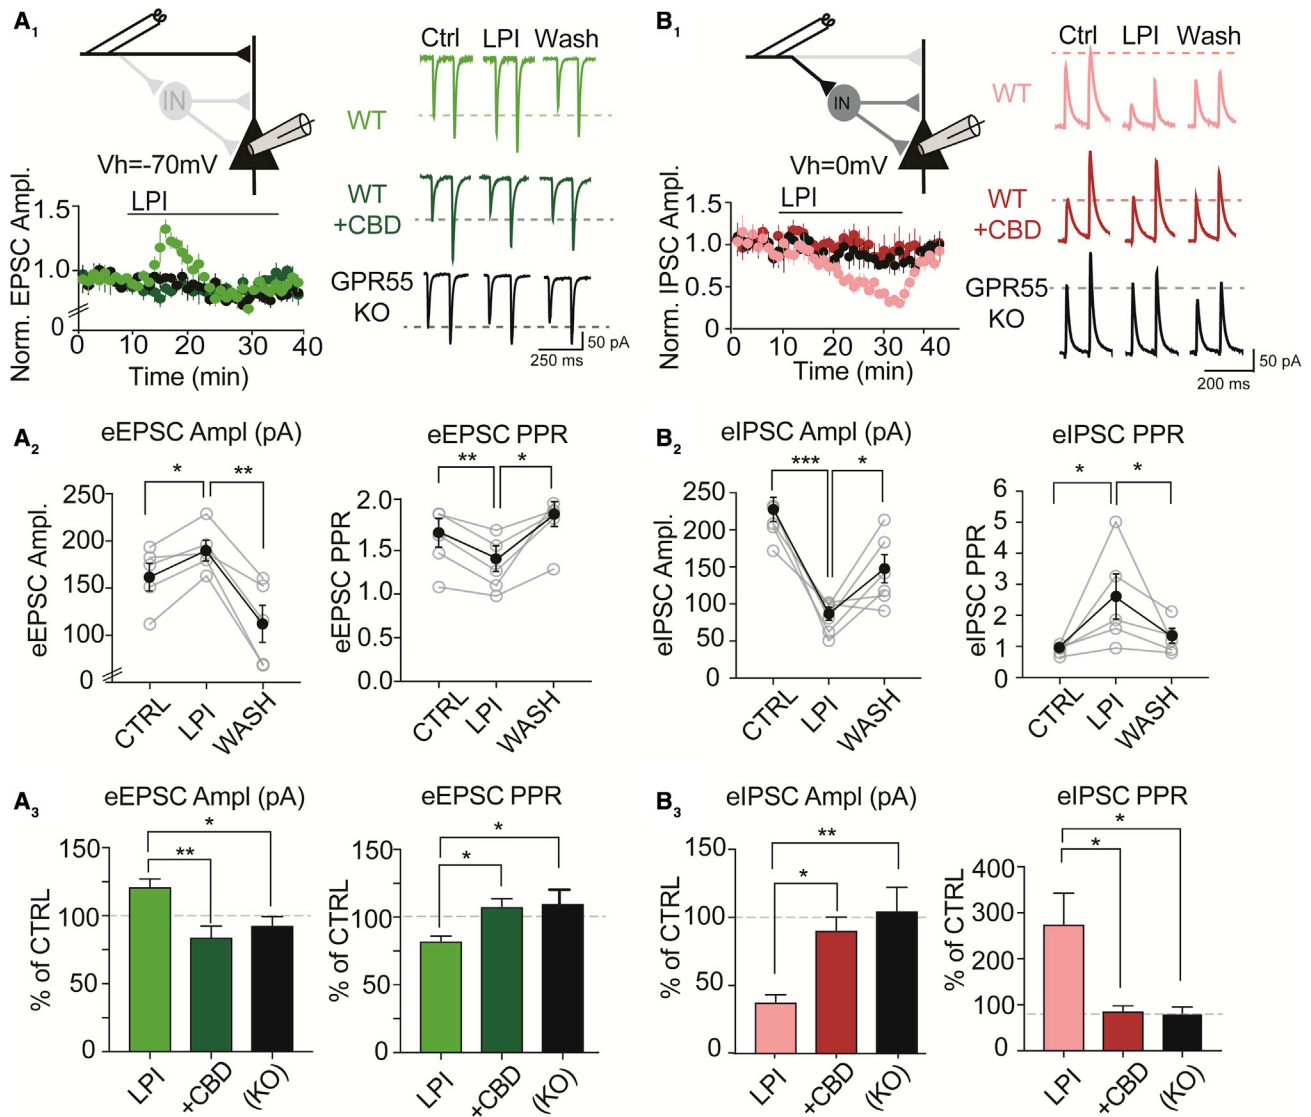 A1
IN
Vh=-70mV
Ctrl LPI Wash
WT
WT
+CBD
GPR55
KO
50 pA
250 ms
Norm. EPSC Ampl.
1.5
1.0
0
LPI
0 10 20 30 40
Time (min)
B1
IN
Vh=0mV
Ctrl LPI Wash
WT
WT
+CBD
GPR55
KO
50 pA
200 ms
Norm. IPSC Ampl.
1.5
1.0
0.5
0
LPI
0 10 20 30 40
Time (min)
A2
eEPSC Ampl (pA)
* **
eEPSC Ampl.
250
200
150
100
0
CTRL LPI WASH
eEPSC PPR
** *
eEPSC PPR
2.0
1.5
1.0
0.5
0.0
CTRL LPI WASH
B2
eIPSC Ampl (pA)
*** *
eIPSC Ampl.
250
200
150
100
50
0
CTRL LPI WASH
eIPSC PPR
* *
eIPSC PPR
6
5
4
3
2
1
0
CTRL LPI WASH
A3
eEPSC Ampl (pA)
*
**
% of CTRL
150
100
50
0
LPI +CBD (KO)
eEPSC PPR
*
*
% of CTRL
150
100
50
0
LPI +CBD (KO)
B3
eIPSC Ampl (pA)
**
*
% of CTRL
150
100
50
0
LPI +CBD (KO)
eIPSC PPR
*
*
% of CTRL
400
300
200
100
0
LPI +CBD (KO)